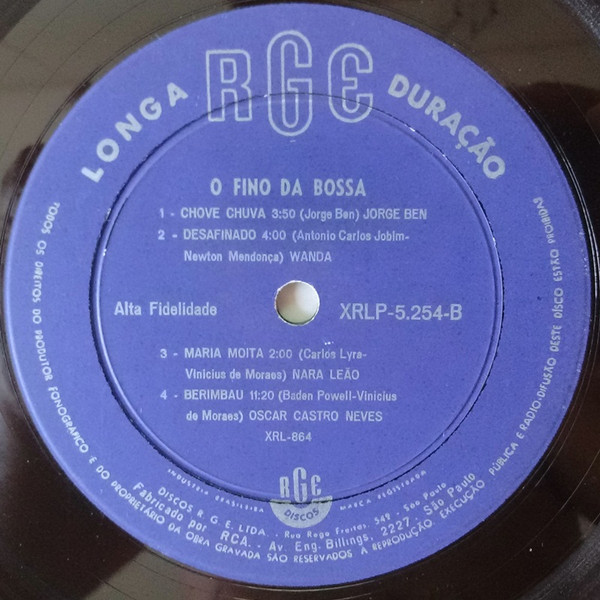 LONGA RGE DURAÇÃO
O FINO DA BOSSA
1 - CHOVE CHUVA 3:50 (Jorge Ben) JORGE BEN
2 - DESAFINADO 4:00 (Antonio Carlos Jobim-
Newton Mendonça) WANDA
Alta Fidelidade
XRLP-5.254-B
3 - MARIA MOITA 2:00 (Carlos Lyra-
Vinicius de Moraes) NARA LEÃO
4 - BERIMBAU 11:20 (Baden Powell-Vinicius
de Moraes) OSCAR CASTRO NEVES
XRL-864
INDUSTRIA BRASILEIRA
RGE
DISCOS
MARCA REGISTRADA
DISCOS R. G. E. LTDA. - Rua Rego Freitas, 549 - São Paulo
Fabricado por RCA. - Av. Eng. Billings, 2227 - São Paulo
TODOS OS DIREITOS DO PRODUTOR FONOGRÁFICO E DO PROPRIETÁRIO DA OBRA GRAVADA SÃO RESERVADOS A REPRODUÇÃO EXECUÇÃO PÚBLICA E RADIO-DIFUSÃO DESTE DISCO ESTÃO PROIBIDAS